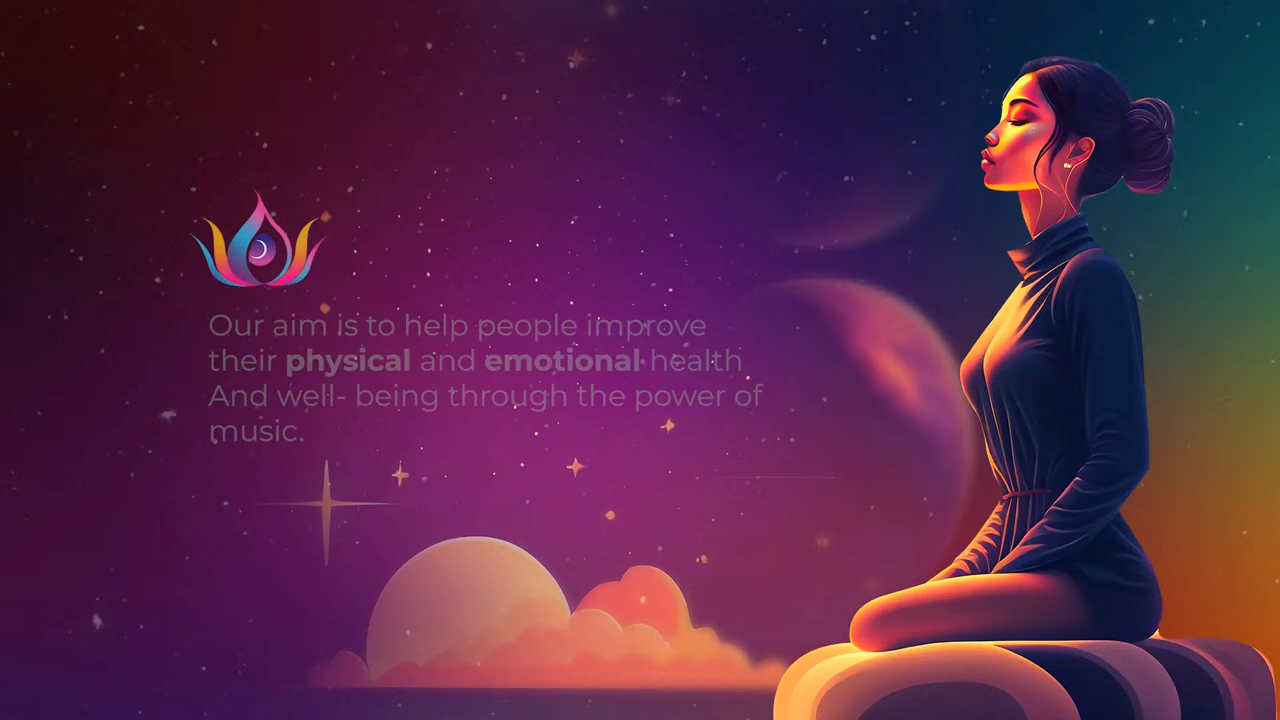 Our aim is to help people improve
their physical and emotional health
And well- being through the power of
music.